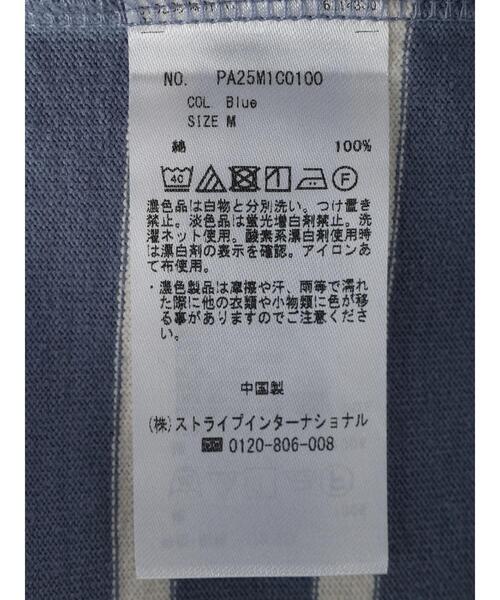 NO. PA25M1C0100
COL Blue
SIZE M
綿 100%
40 F
濃色品は白物と分別洗い。つけ置き
禁止。淡色品は蛍光増白剤禁止。洗
濯ネット使用。酸素系漂白剤使用時
は漂白剤の表示を確認。アイロンあ
て布使用。
・濃色製品は摩擦や汗、雨等で濡れ
た際に他の衣類や小物類に色が移
る事がありますのでご注意くださ
い。
中国製
(株)ストライプインターナショナル
0120-806-008